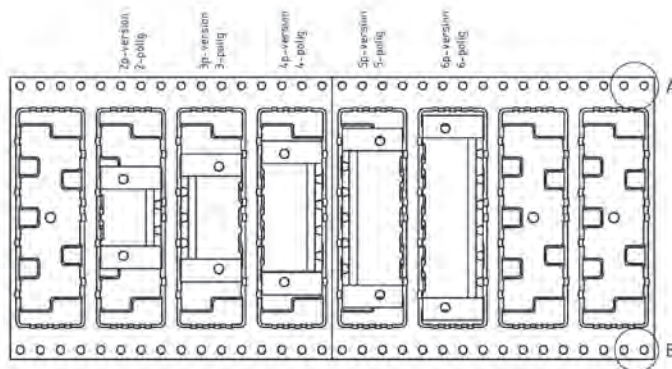 2p-version
2-polig
3p-version
3-polig
4p-version
4-polig
5p-version
5-polig
6p-version
6-polig
A
B